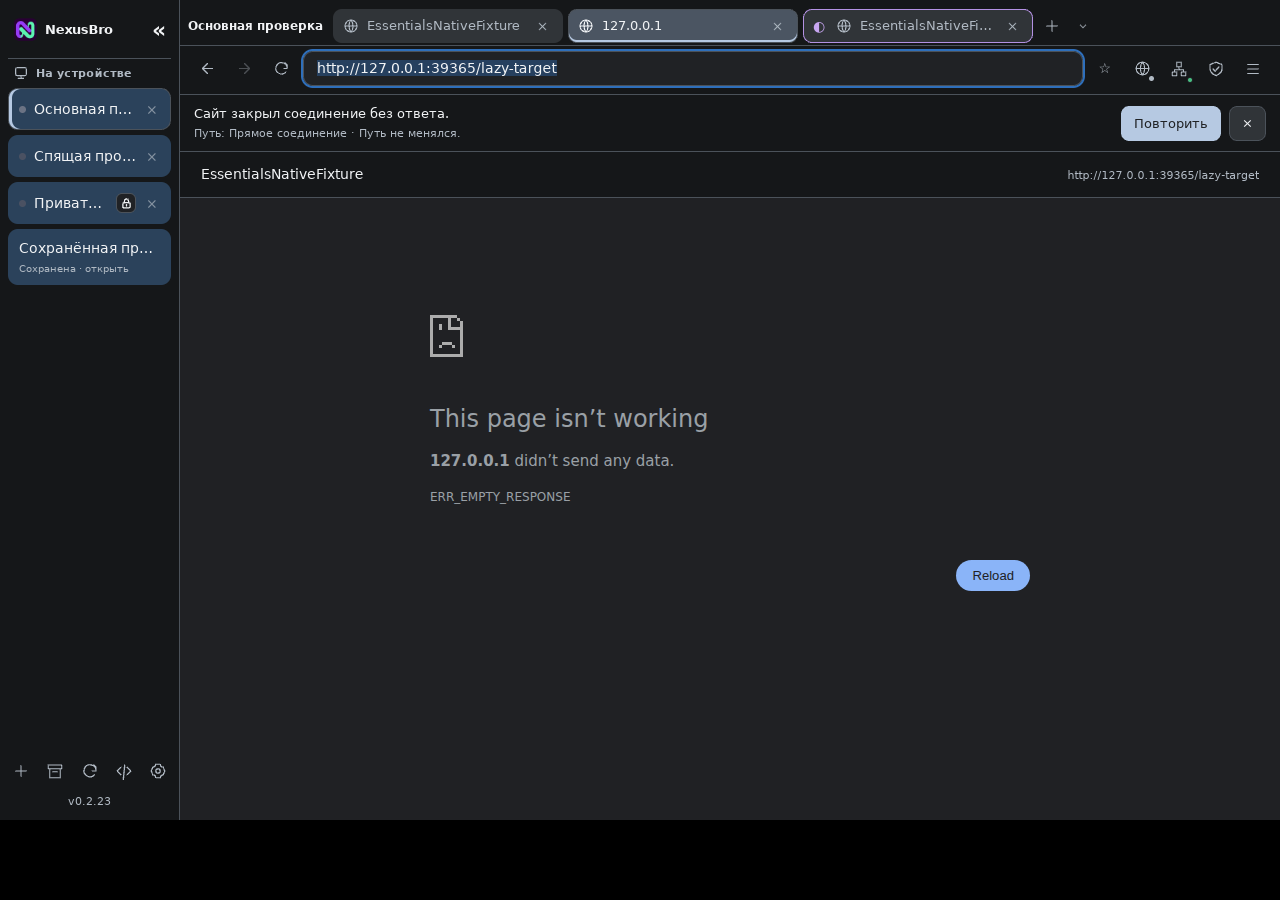 NexusBro
«
На устройстве
Основная п...
Спящая про...
Приват...
Сохранённая пр...
Сохранена · открыть
v0.2.23
Основная проверка
EssentialsNativeFixture
127.0.0.1
EssentialsNativeFi...
http://127.0.0.1:39365/lazy-target
Сайт закрыл соединение без ответа.
Путь: Прямое соединение · Путь не менялся.
Повторить
EssentialsNativeFixture
http://127.0.0.1:39365/lazy-target
This page isn’t working
127.0.0.1 didn’t send any data.
ERR_EMPTY_RESPONSE
Reload